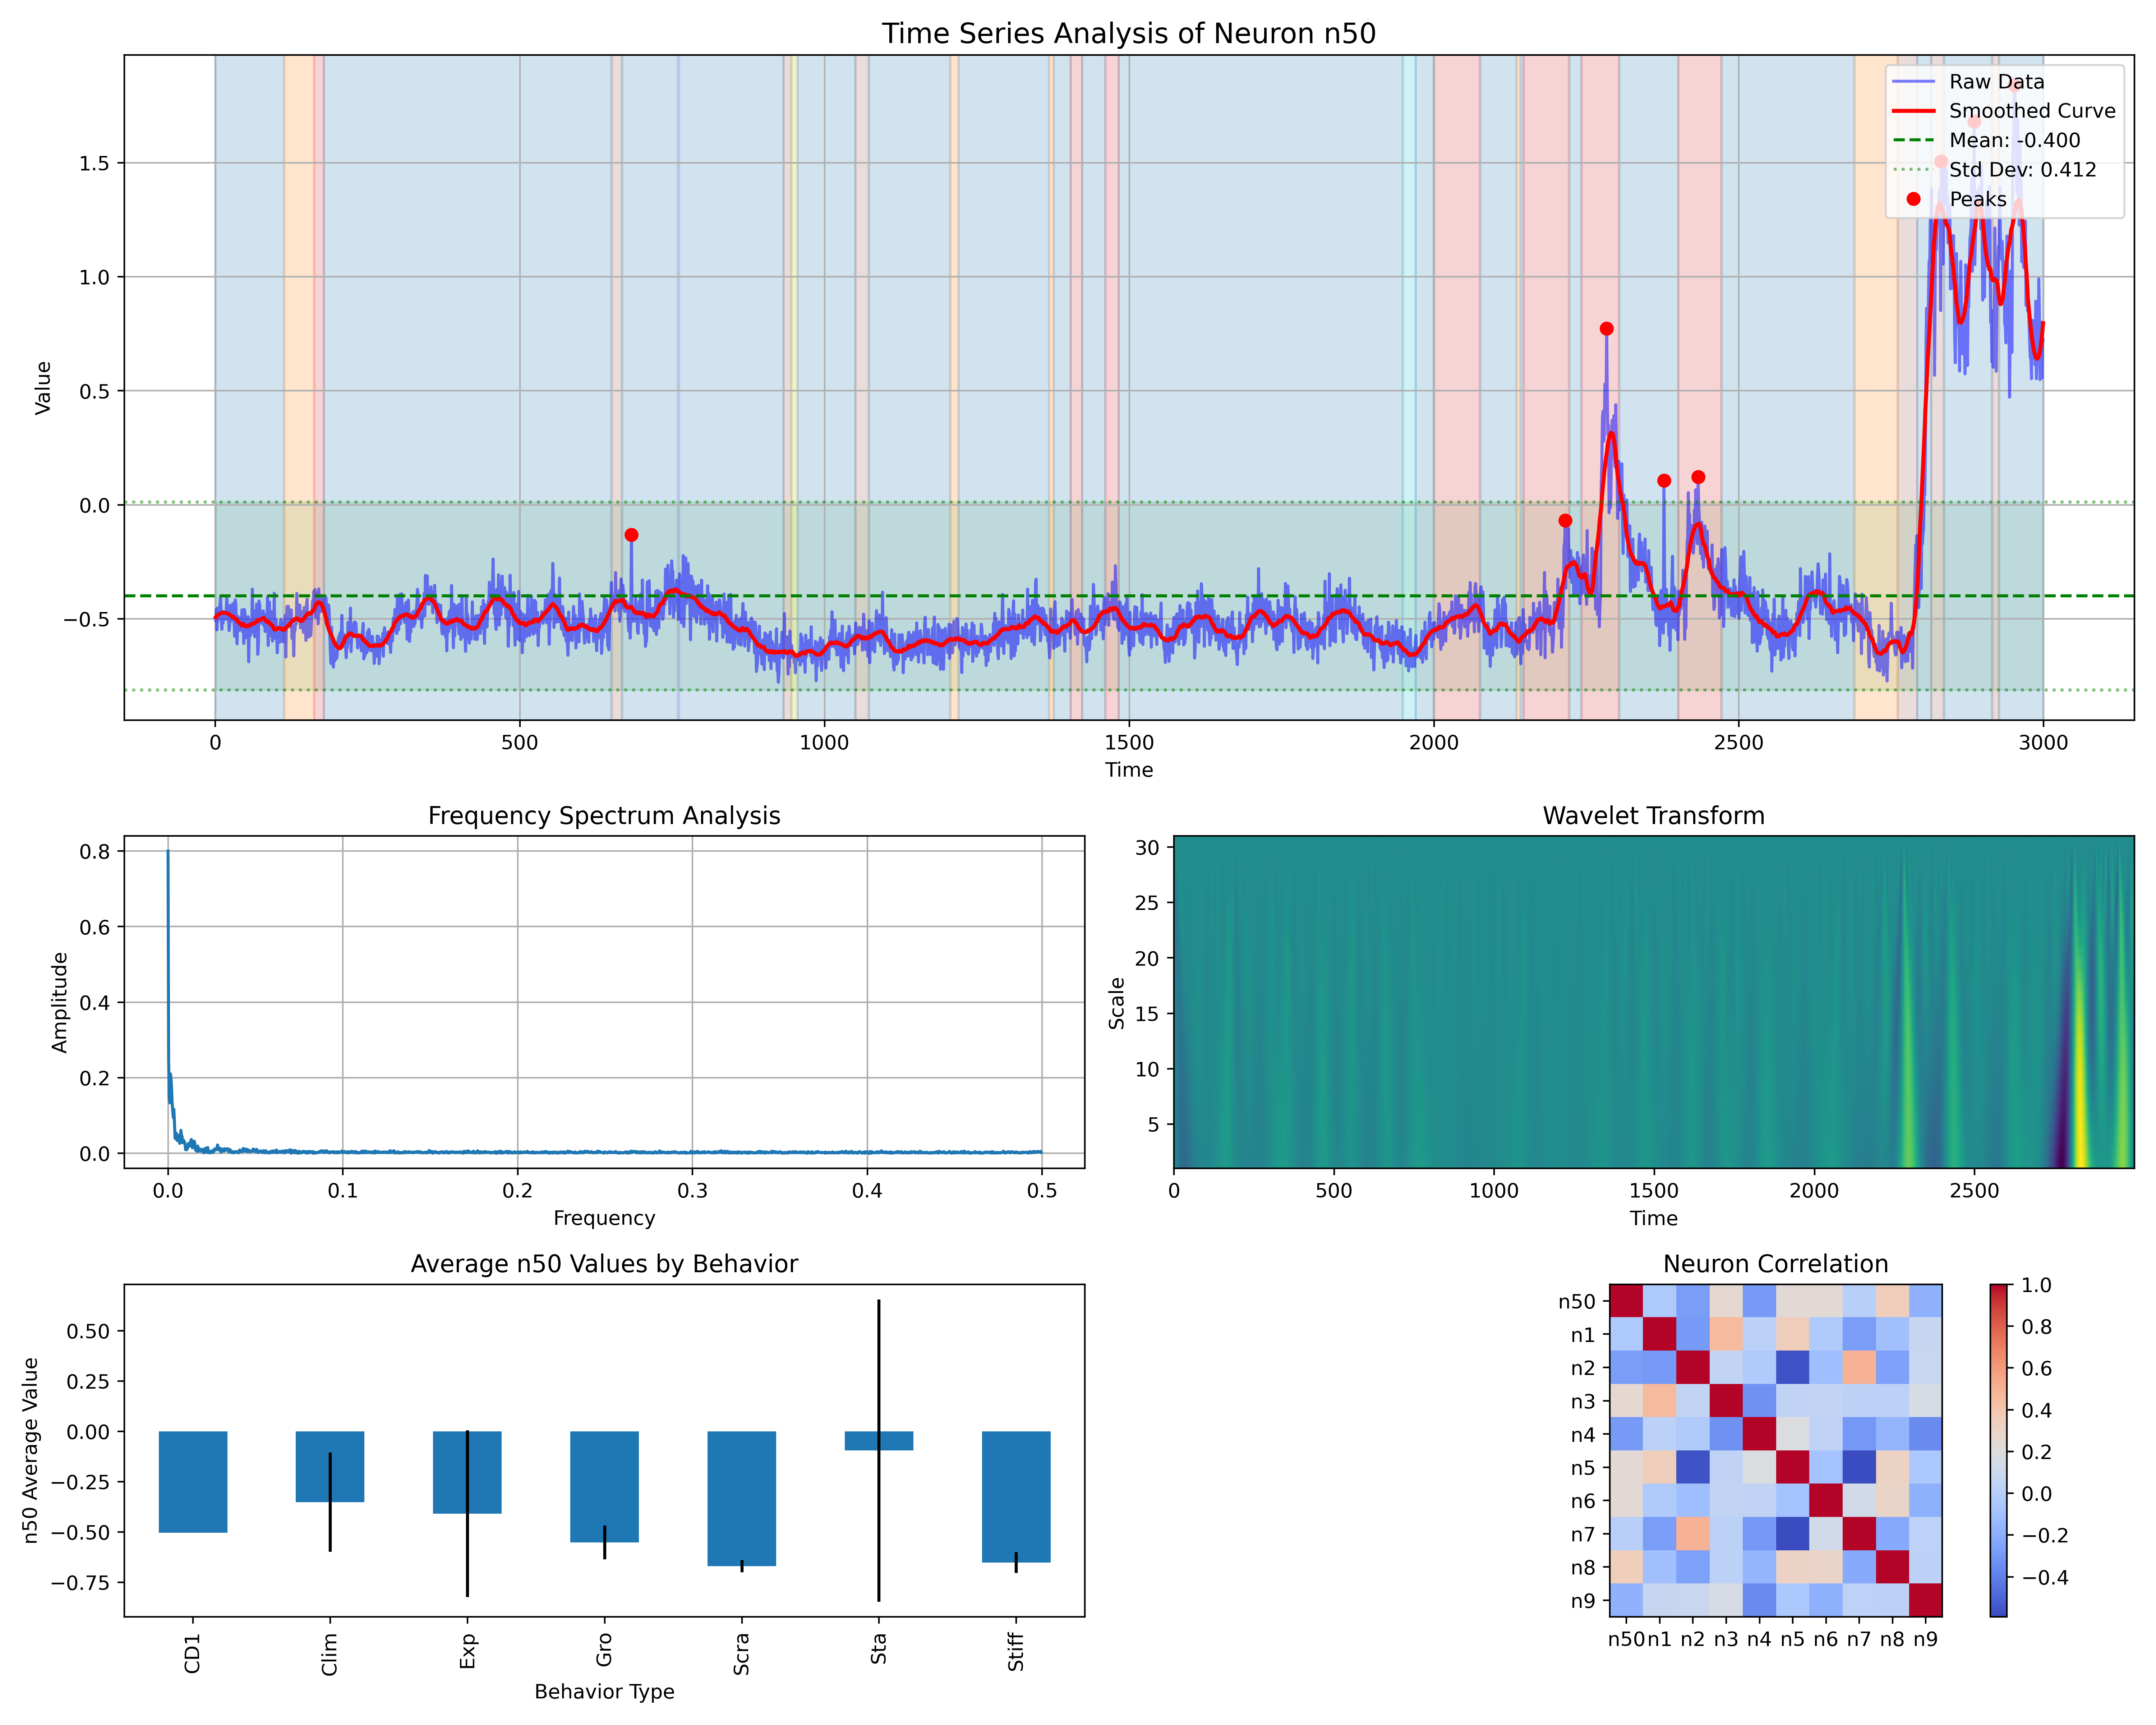 Time Series Analysis of Neuron n50
Raw Data
Smoothed Curve
Mean: -0.400
Std Dev: 0.412
Peaks
Value
1.5
1.0
0.5
0.0
−0.5
0 500 1000 1500 2000 2500 3000
Time
Frequency Spectrum Analysis
Amplitude
0.8
0.6
0.4
0.2
0.0
0.0 0.1 0.2 0.3 0.4 0.5
Frequency
Wavelet Transform
Scale
30
25
20
15
10
5
0 500 1000 1500 2000 2500
Time
Average n50 Values by Behavior
n50 Average Value
0.50
0.25
0.00
−0.25
−0.50
−0.75
CD1 Clim Exp Gro Scra Sta Stiff
Behavior Type
Neuron Correlation
n50
n1
n2
n3
n4
n5
n6
n7
n8
n9
n50 n1 n2 n3 n4 n5 n6 n7 n8 n9
1.0
0.8
0.6
0.4
0.2
0.0
−0.2
−0.4